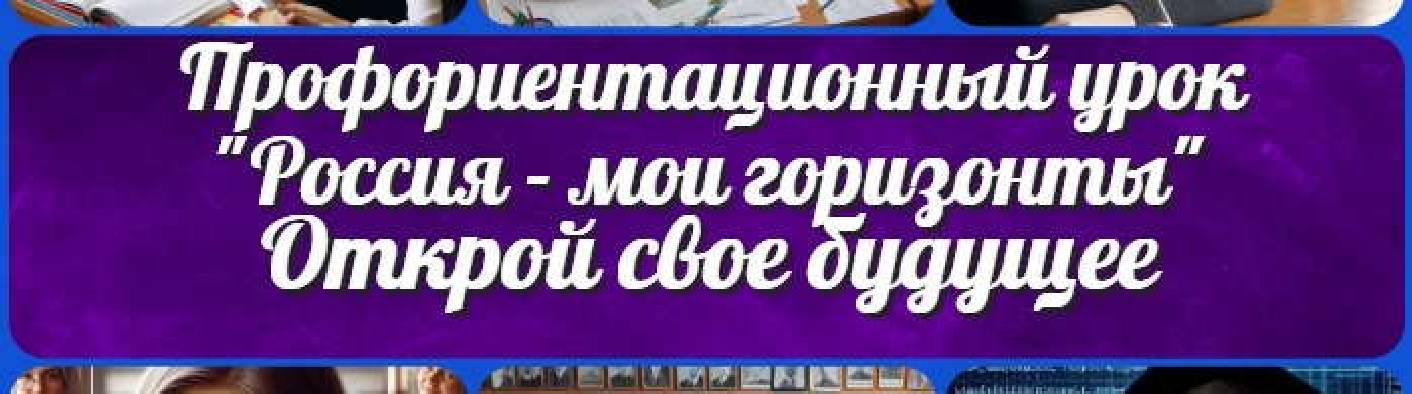 Профориентационный урок
"Россия - мои горизонты"
Открой свое будущее